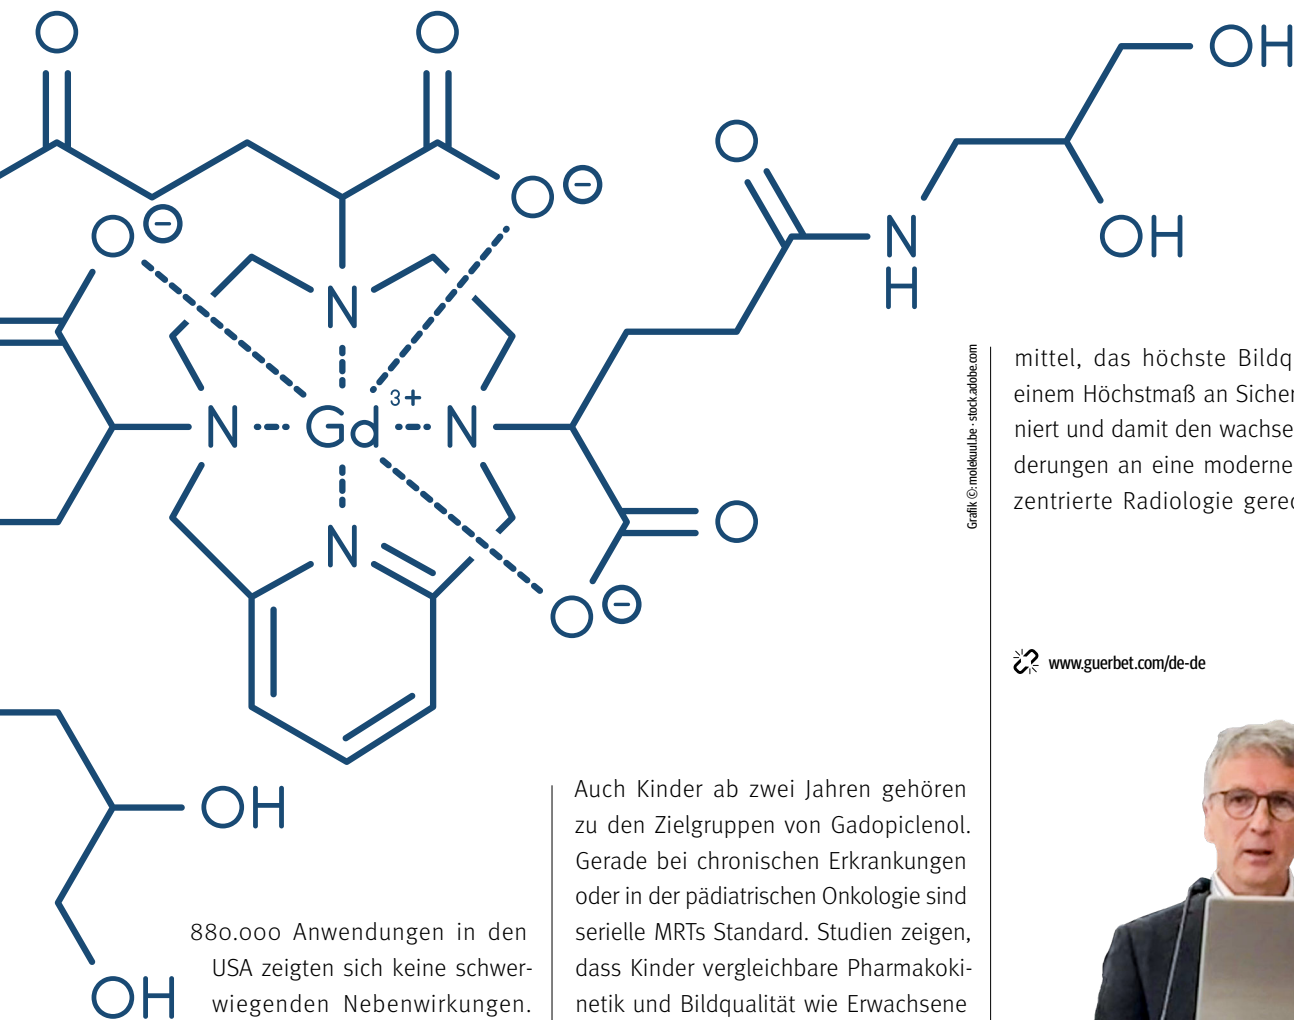 O
O
OH
O
O⊖
O⊖
N
H
OH
N
N
Gd
3+
N
N
O
O⊖
OH
OH
880.000 Anwendungen in den
USA zeigten sich keine schwer-
wiegenden Nebenwirkungen.
Auch Kinder ab zwei Jahren gehören
zu den Zielgruppen von Gadopiclenol.
Gerade bei chronischen Erkrankungen
oder in der pädiatrischen Onkologie sind
serielle MRTs Standard. Studien zeigen,
dass Kinder vergleichbare Pharmakoki-
netik und Bildqualität wie Erwachsene
Grafik ©: molekuul.be - stock.adobe.com
mittel, das höchste Bildq
einem Höchstmaß an Sicher
niert und damit den wachse
derungen an eine moderne
zentrierte Radiologie gerec
www.guerbet.com/de-de